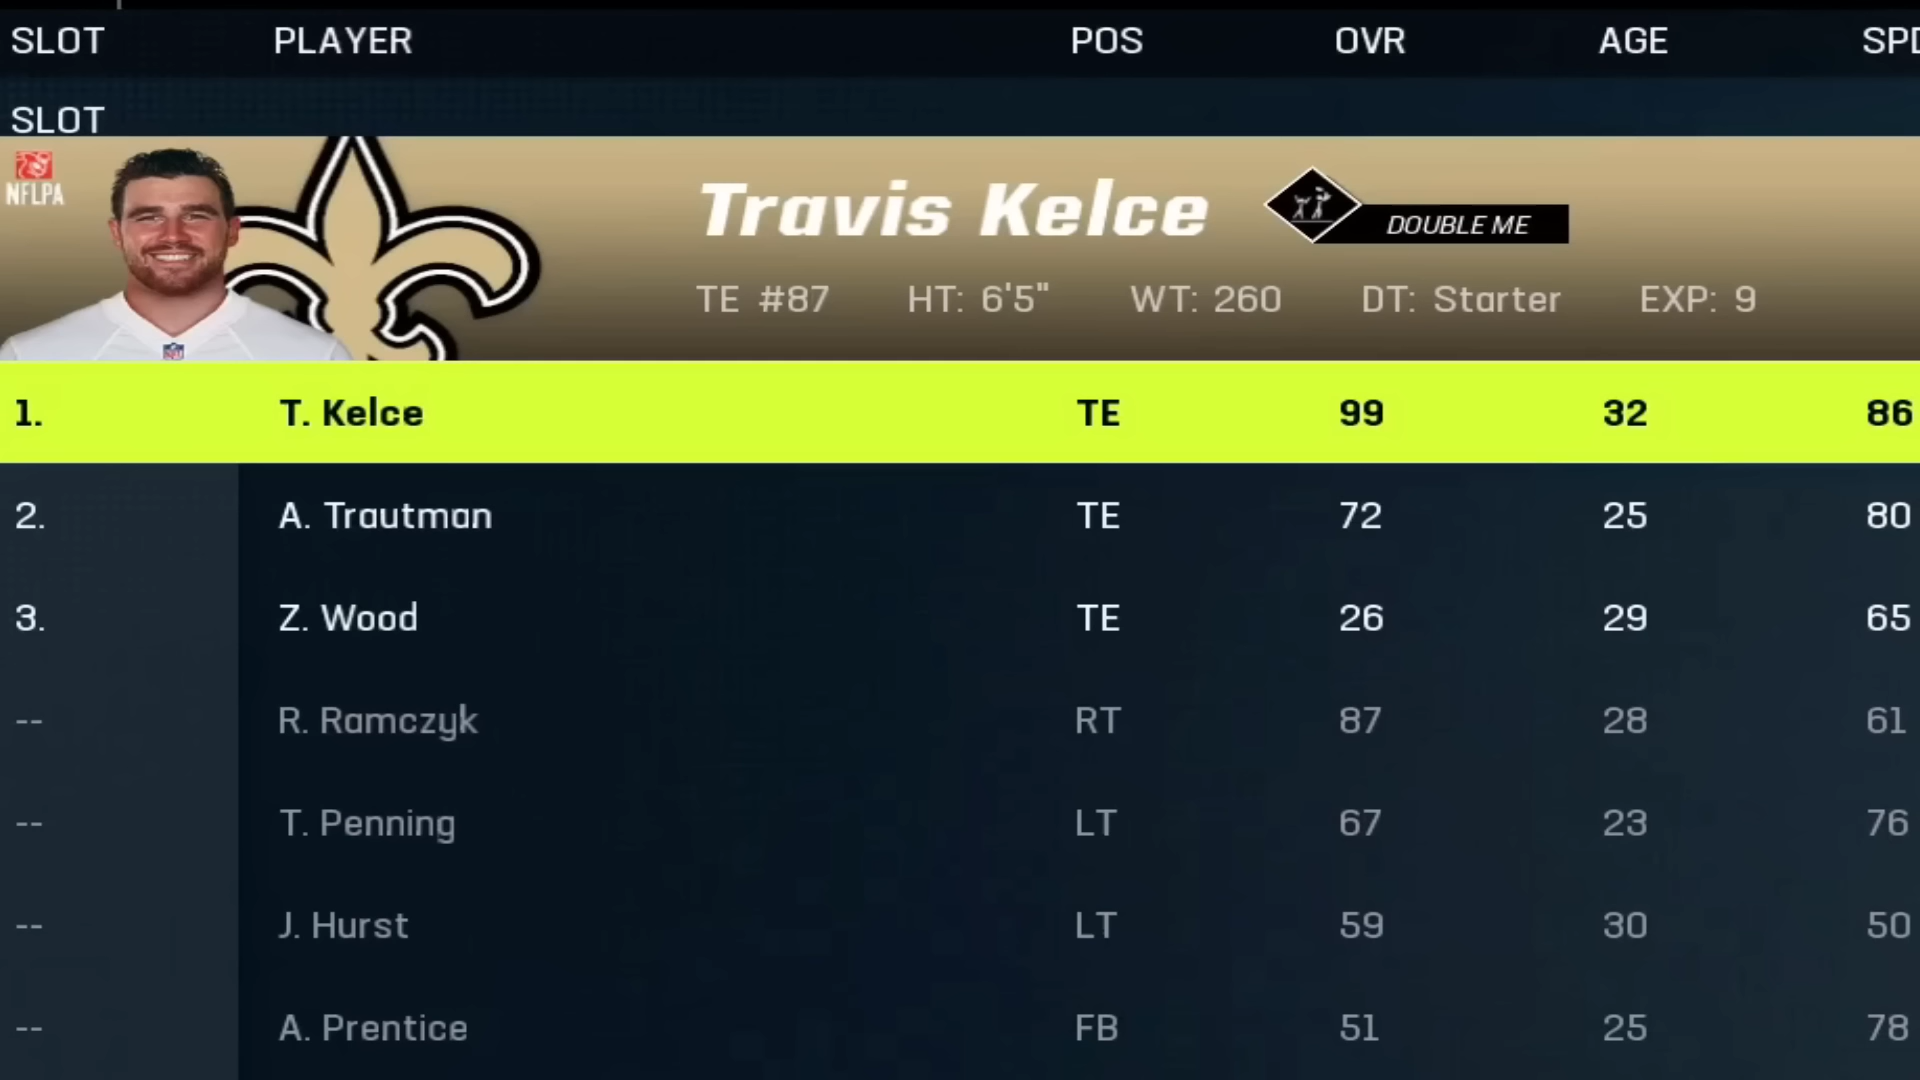 SLOT PLAYER POS OVR AGE SPD
SLOT
NFLPA
Travis Kelce DOUBLE ME
TE #87 HT: 6'5" WT: 260 DT: Starter EXP: 9
1. T. Kelce TE 99 32 86
2. A. Trautman TE 72 25 80
3. Z. Wood TE 26 29 65
-- R. Ramczyk RT 87 28 61
-- T. Penning LT 67 23 76
-- J. Hurst LT 59 30 50
-- A. Prentice FB 51 25 78